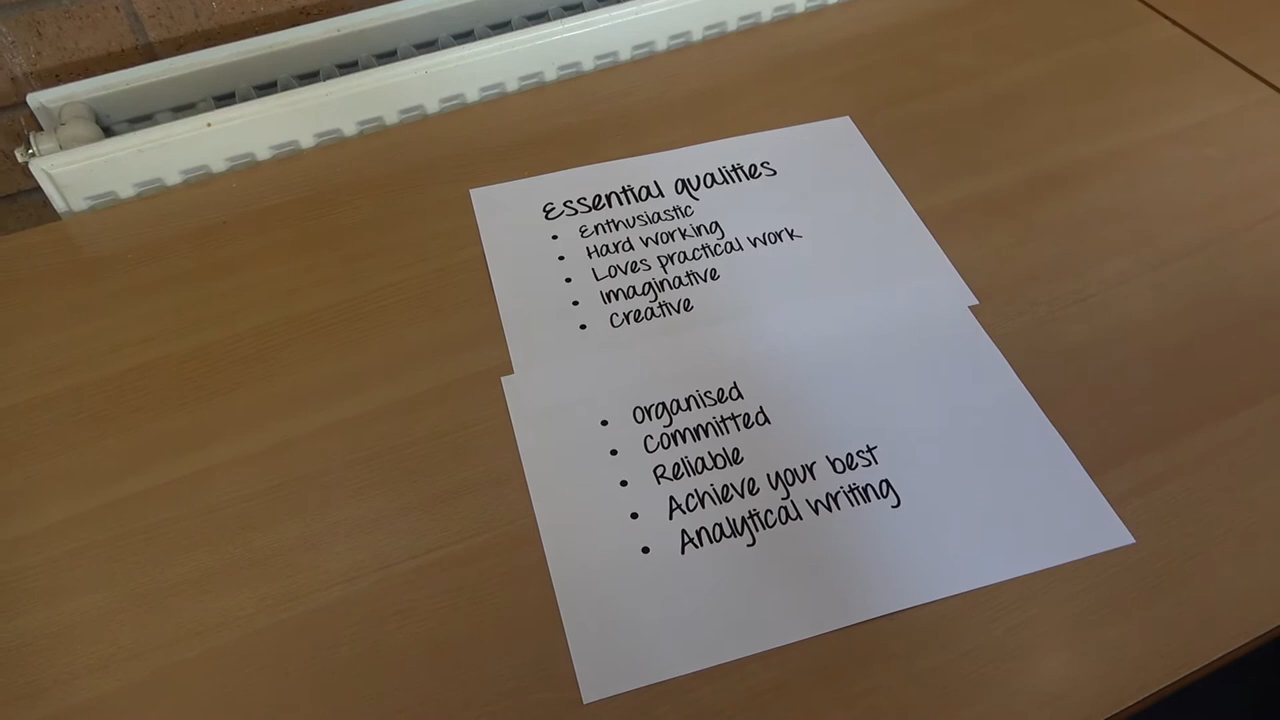 Essential qualities
• Enthusiastic
• Hard working
• Loves practical work
• Imaginative
• Creative
• Organised
• Committed
• Reliable
• Achieve your best
• Analytical writing